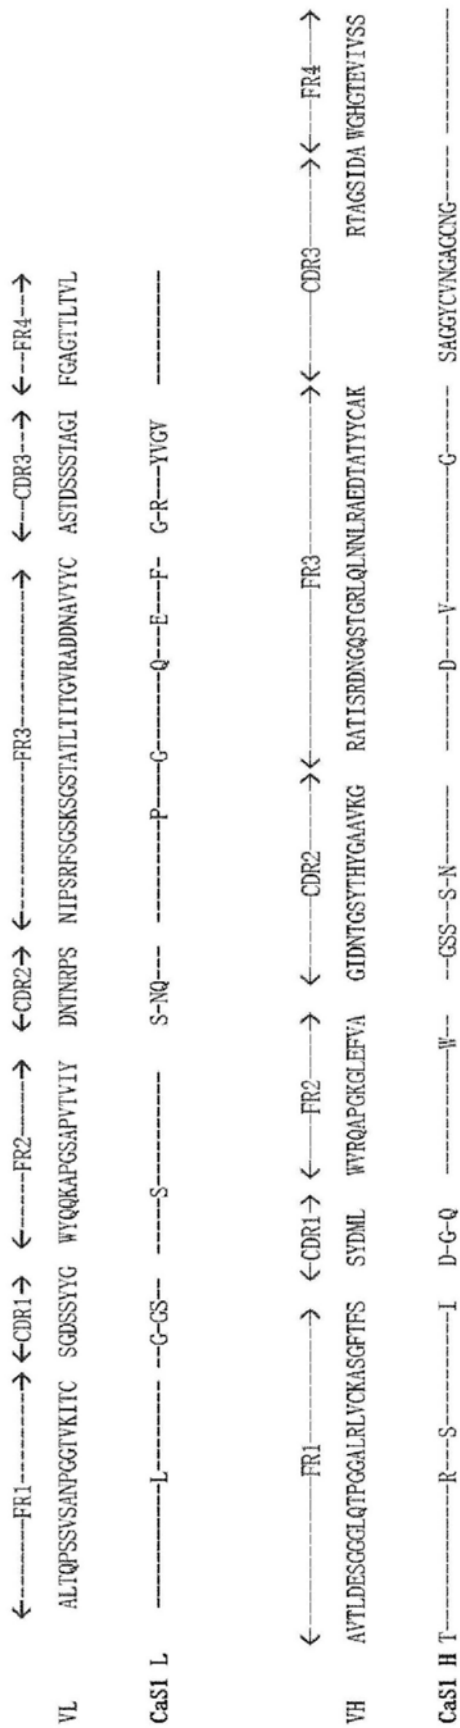 ←-------FR1---------→ ←CDR1→ ←------FR2------→ ←CDR2→ ←--------------FR3--------------→ ←---CDR3--→ ←---FR4---→
VL ALTQPSSVSANPGGTVKITC SGDSSYYG WYQQKAPGSAPVTVIY DNTNRPS NIPSRFSGSKSGSTATLTITGVRADDNAVYYC ASTDSSSTAGI FGAGTTLTVL
CaS1 L ------------L------- --G-GS-- ------S--------- S-NQ--- ---------P----G-------Q---E---F- G-R---YVGV ----------
←--------------FR1--------------→ ←CDR1→ ←------FR2------→ ←--------CDR2--------→ ←--------------FR3--------------→ ←--------CDR3--------→ ←---FR4---→
VH AVTLDESGGGLQTPGGALRLVCKASGFTFS SYDML WVRQAPGKGLEFVA GIDNTGSYTHYGAAVKG RATISRDNGQSTGRLQLNNLRAEDTATYYCAK RTAGSIDA WGHGTEVIVSS
CaS1 H T--------------R---S---------I D-G-Q -----------W-- --GSS--S-N------- -------D----V-------------G----- SAGGYCVNGAGCNG----- -----------